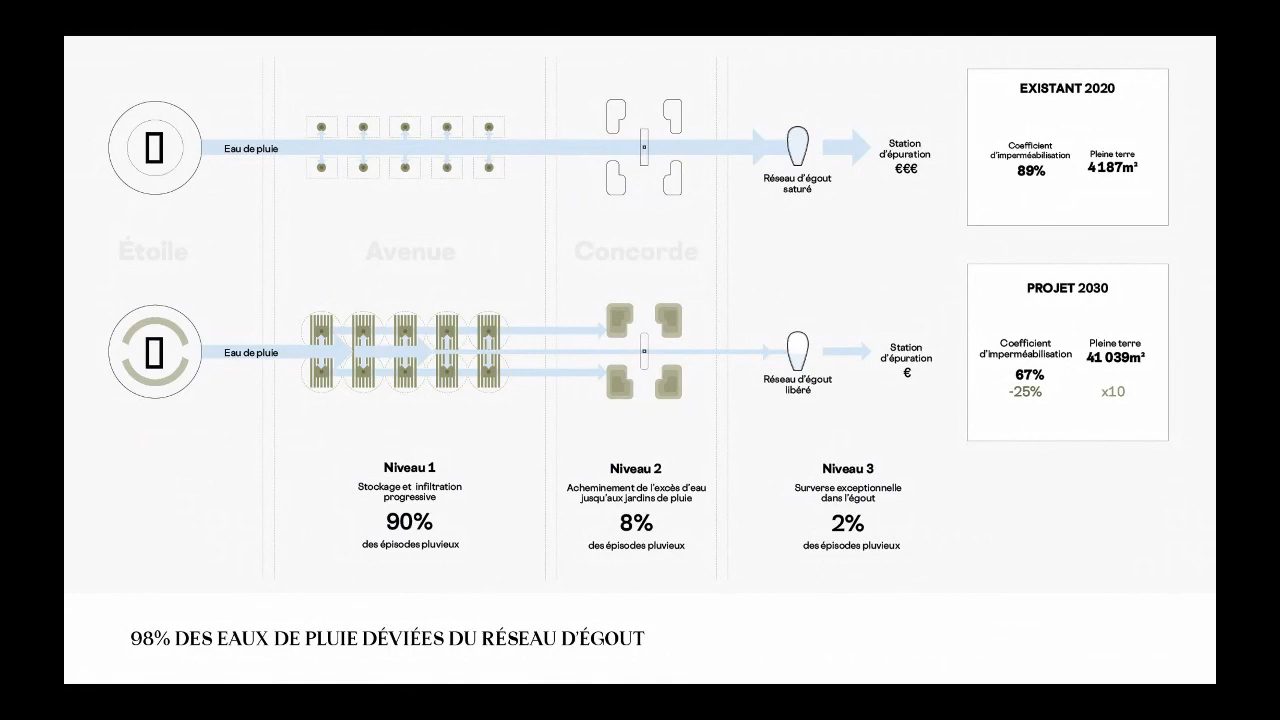 EXISTANT 2020
Coefficient
d'imperméabilisation
89%
Pleine terre
4 187m²
Eau de pluie
Réseau d'égout
saturé
Station
d'épuration
€€€
Étoile
Avenue
Concorde
PROJET 2030
Coefficient
d'imperméabilisation
67%
-25%
Pleine terre
41 039m²
x10
Eau de pluie
Réseau d'égout
libéré
Station
d'épuration
€
Niveau 1
Stockage et infiltration
progressive
90%
des épisodes pluvieux
Niveau 2
Acheminement de l'excès d'eau
jusqu'aux jardins de pluie
8%
des épisodes pluvieux
Niveau 3
Surverse exceptionnelle
dans l'égout
2%
des épisodes pluvieux
98% DES EAUX DE PLUIE DÉVIÉES DU RÉSEAU D'ÉGOUT